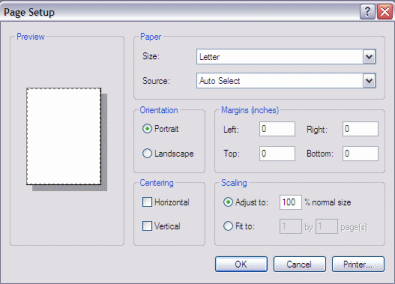 Page Setup
Preview
Paper
Size: Letter
Source: Auto Select
Orientation
Portrait
Landscape
Margins (inches)
Left: 0 Right: 0
Top: 0 Bottom: 0
Centering
Horizontal
Vertical
Scaling
Adjust to: 100 % normal size
Fit to: 1 by 1 page(s)
OK Cancel Printer...